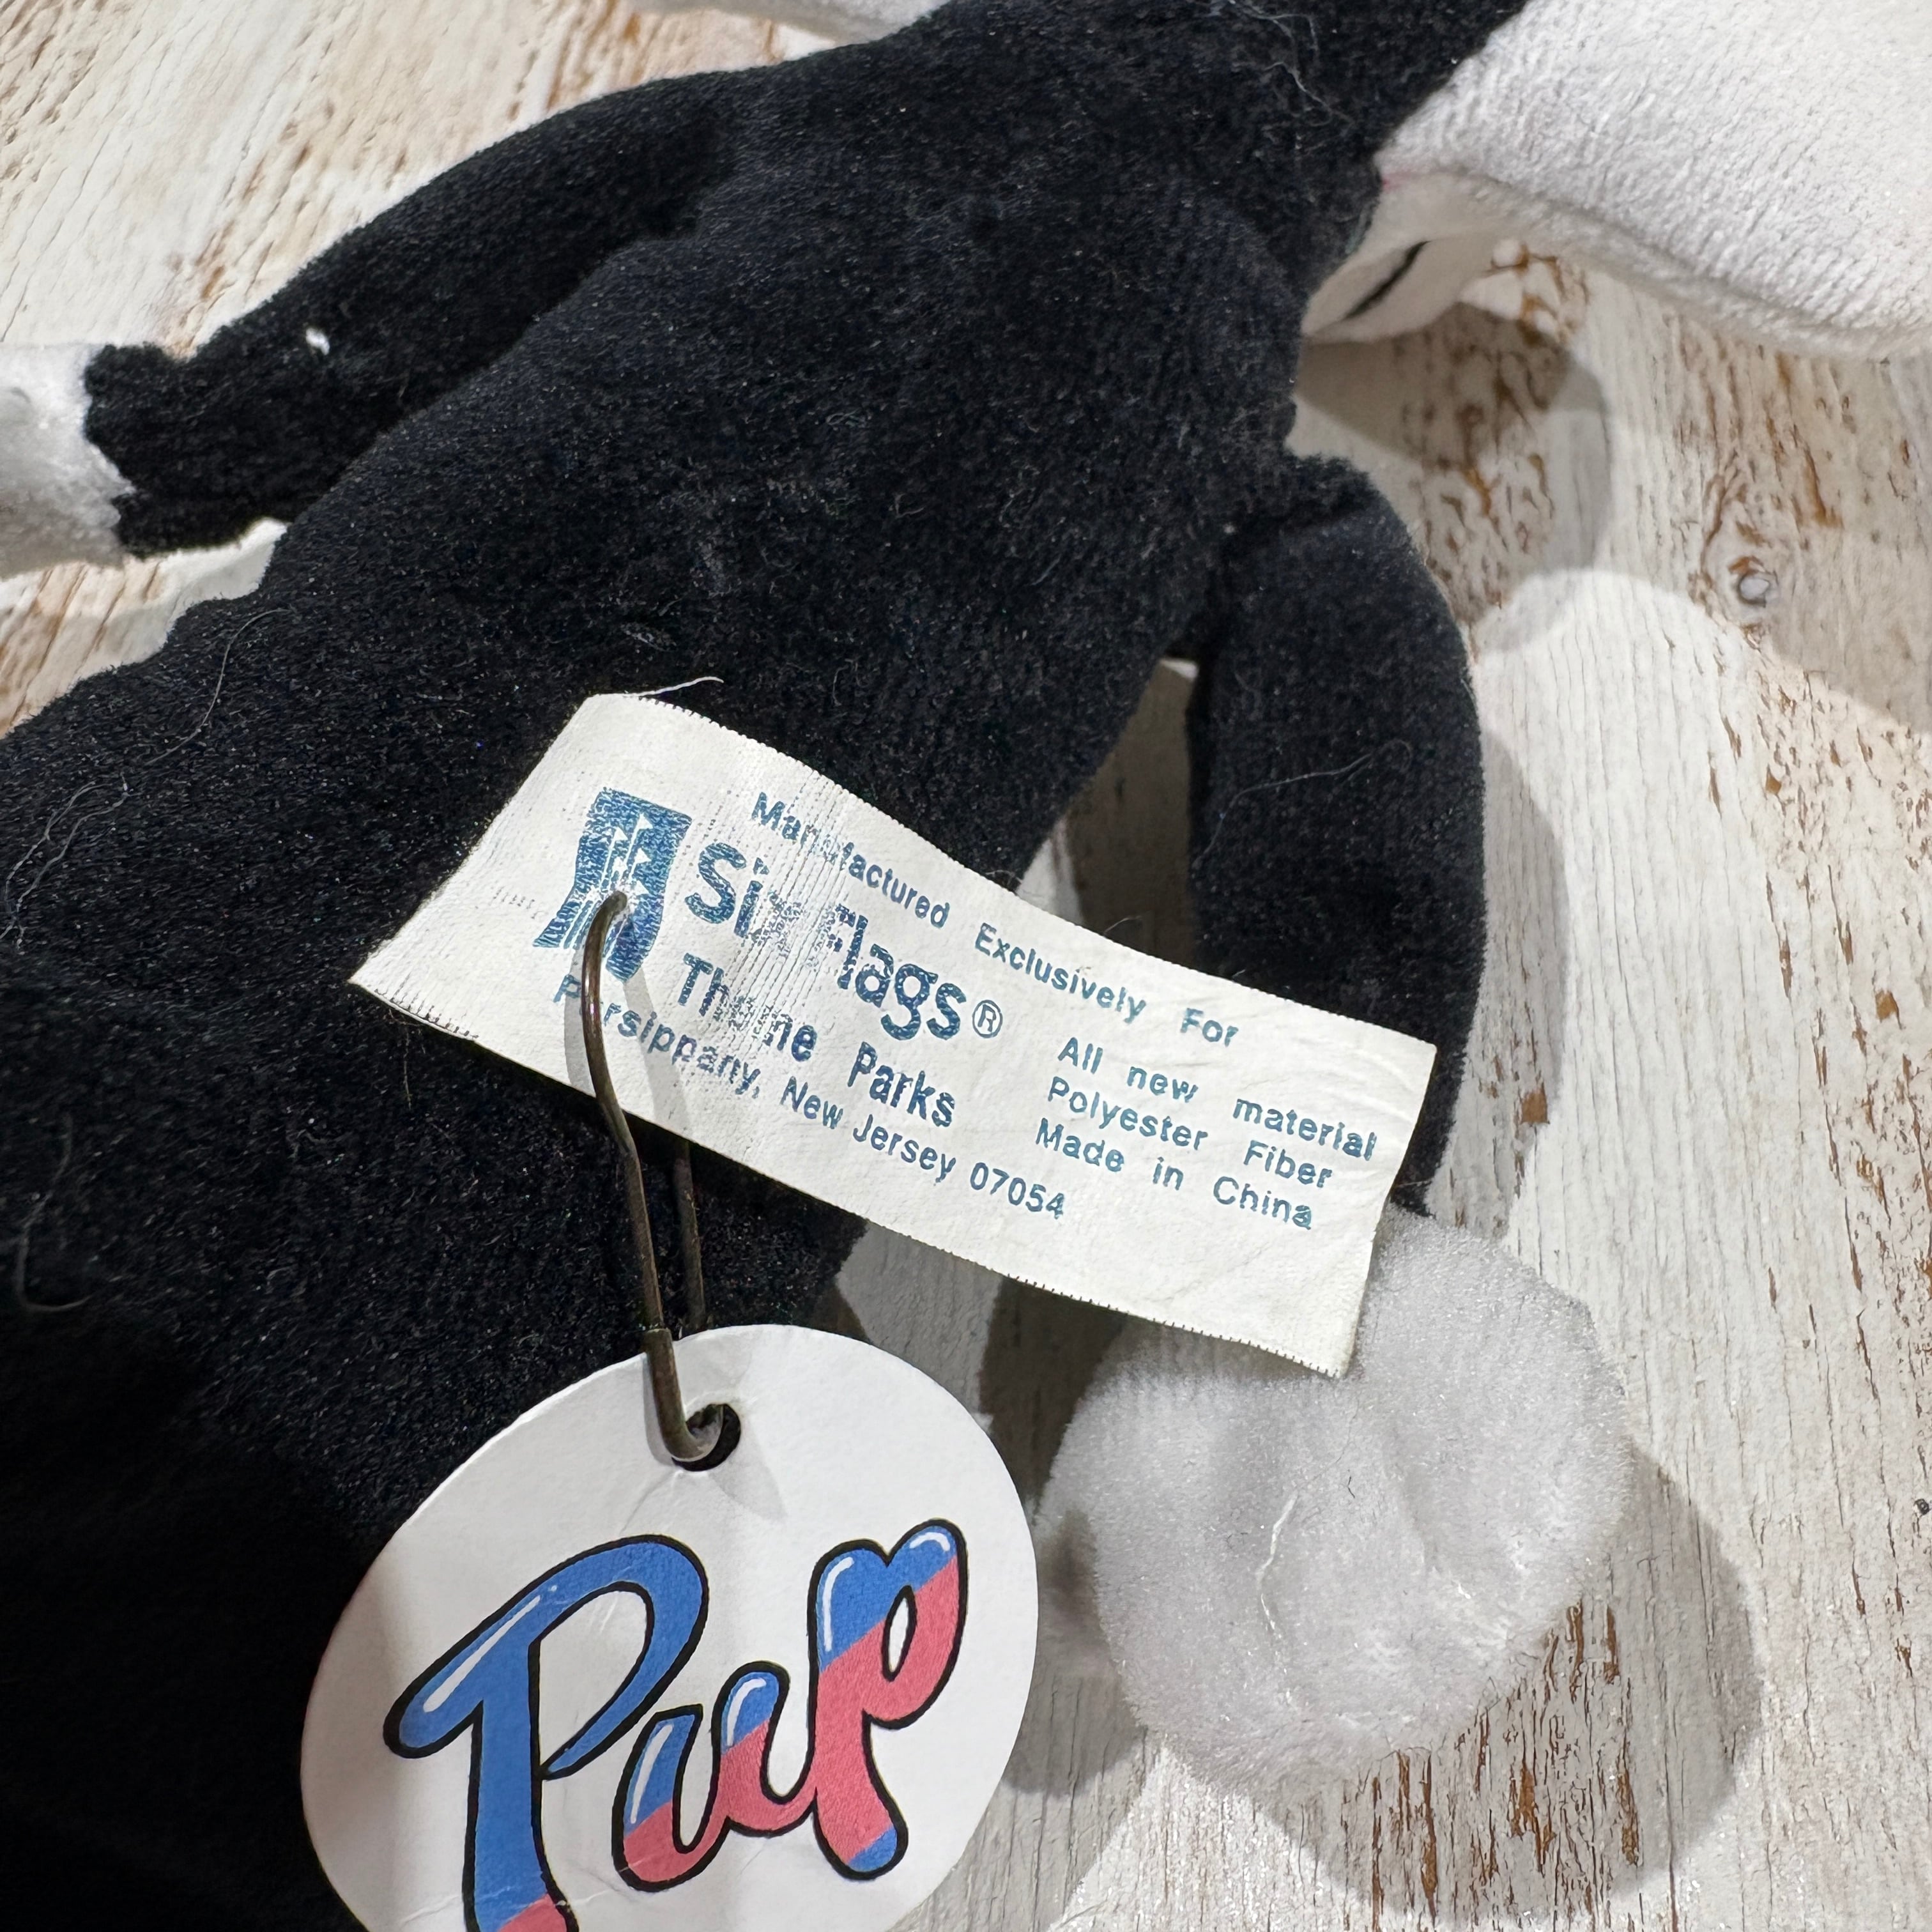 Manufactured Exclusively For
Six Flags®
Theme Parks
Parsippany, New Jersey 07054
All new material
Polyester Fiber
Made in China
Pup